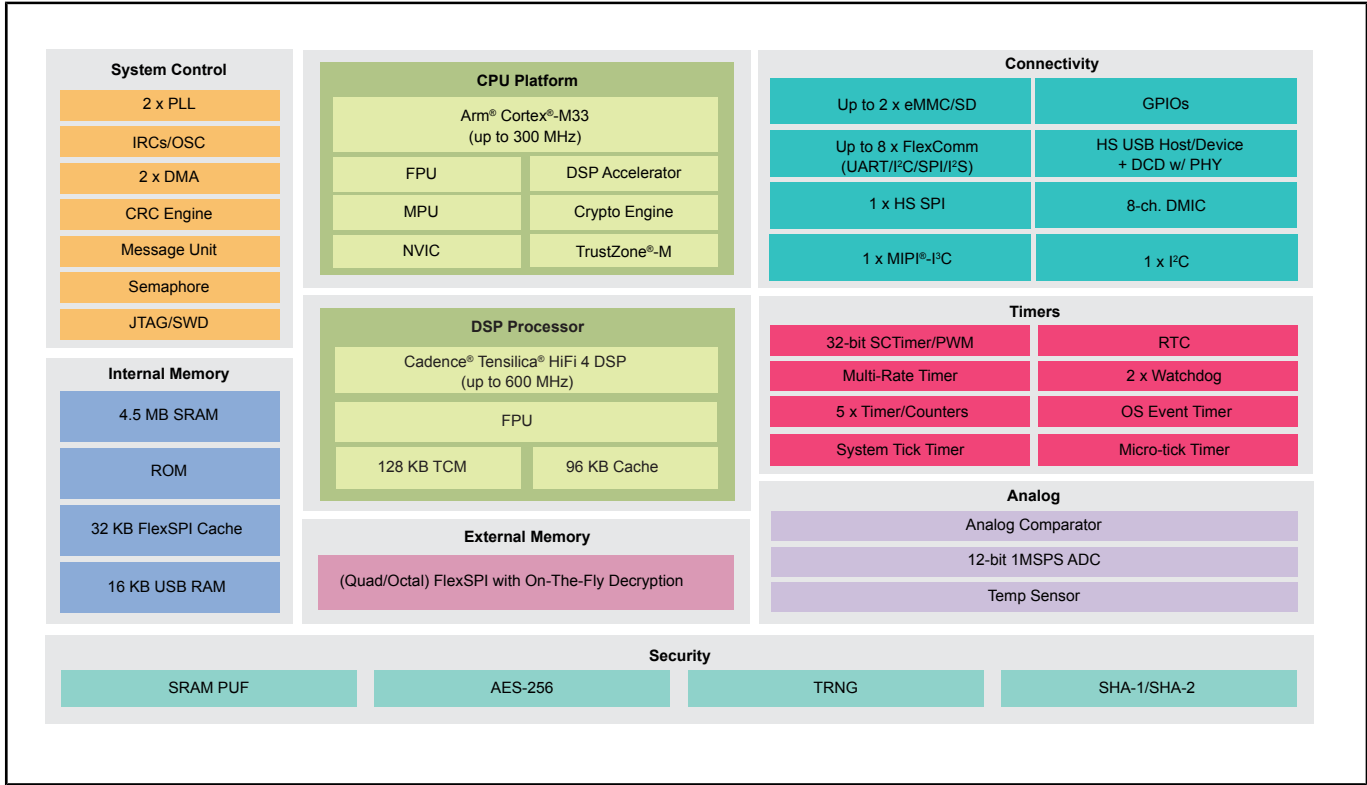 System Control
2 x PLL
IRCs/OSC
2 x DMA
CRC Engine
Message Unit
Semaphore
JTAG/SWD
Internal Memory
4.5 MB SRAM
ROM
32 KB FlexSPI Cache
16 KB USB RAM
CPU Platform
Arm® Cortex®-M33
(up to 300 MHz)
FPU
DSP Accelerator
MPU
Crypto Engine
NVIC
TrustZone®-M
DSP Processor
Cadence® Tensilica® HiFi 4 DSP
(up to 600 MHz)
FPU
128 KB TCM
96 KB Cache
External Memory
(Quad/Octal) FlexSPI with On-The-Fly Decryption
Connectivity
Up to 2 x eMMC/SD
GPIOs
Up to 8 x FlexComm
(UART/I²C/SPI/I²S)
HS USB Host/Device
+ DCD w/ PHY
1 x HS SPI
8-ch. DMIC
1 x MIPI®-I³C
1 x I²C
Timers
32-bit SCTimer/PWM
RTC
Multi-Rate Timer
2 x Watchdog
5 x Timer/Counters
OS Event Timer
System Tick Timer
Micro-tick Timer
Analog
Analog Comparator
12-bit 1MSPS ADC
Temp Sensor
Security
SRAM PUF
AES-256
TRNG
SHA-1/SHA-2